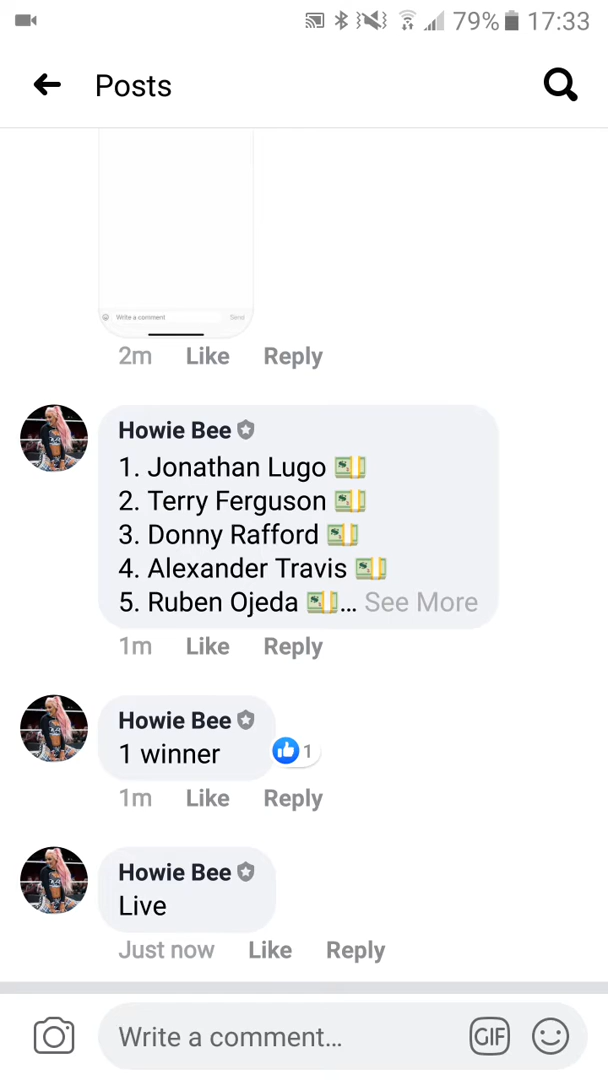 79% 17:33
Posts
Write a comment Send
2m Like Reply
Howie Bee
1. Jonathan Lugo 💵
2. Terry Ferguson 💵
3. Donny Rafford 💵
4. Alexander Travis 💵
5. Ruben Ojeda 💵... See More
1m Like Reply
Howie Bee
1 winner
1
1m Like Reply
Howie Bee
Live
Just now Like Reply
Write a comment... GIF